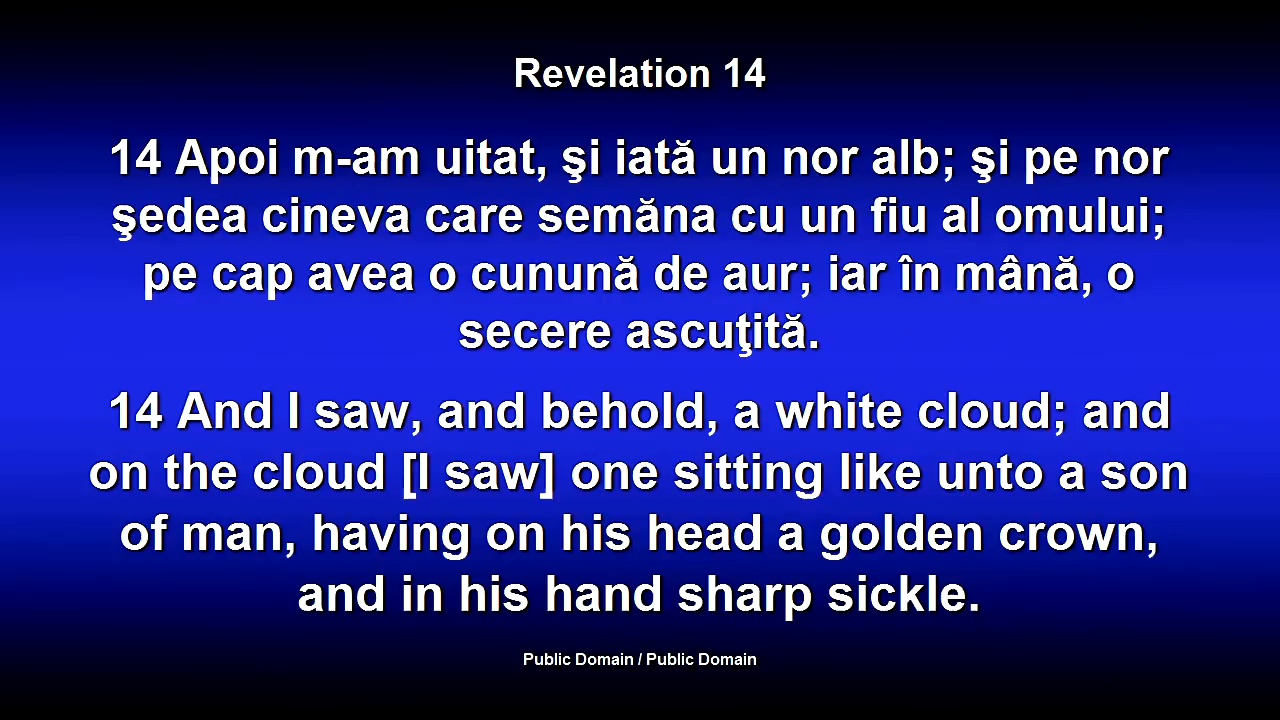 Revelation 14
14 Apoi m-am uitat, şi iată un nor alb; şi pe nor
şedea cineva care semăna cu un fiu al omului;
pe cap avea o cunună de aur; iar în mână, o
secere ascuţită.
14 And I saw, and behold, a white cloud; and
on the cloud [I saw] one sitting like unto a son
of man, having on his head a golden crown,
and in his hand sharp sickle.
Public Domain / Public Domain